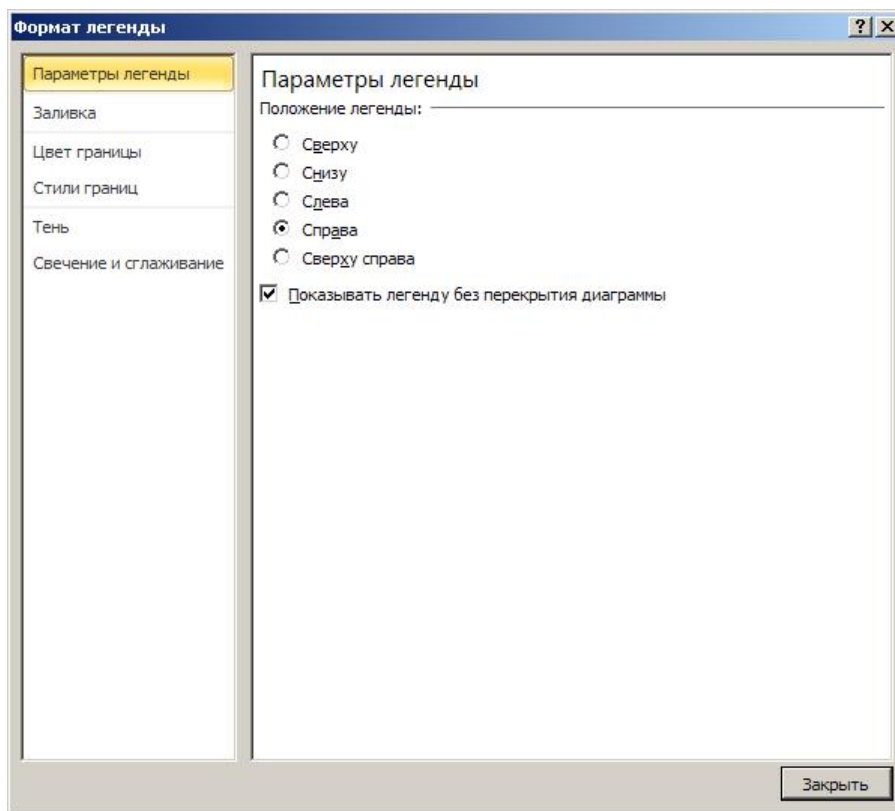 Формат легенды
Параметры легенды
Заливка
Цвет границы
Стили границ
Тень
Свечение и сглаживание
Параметры легенды
Положение легенды:
Сверху
Снизу
Слева
Справа
Сверху справа
Показывать легенду без перекрытия диаграммы
Закрыть